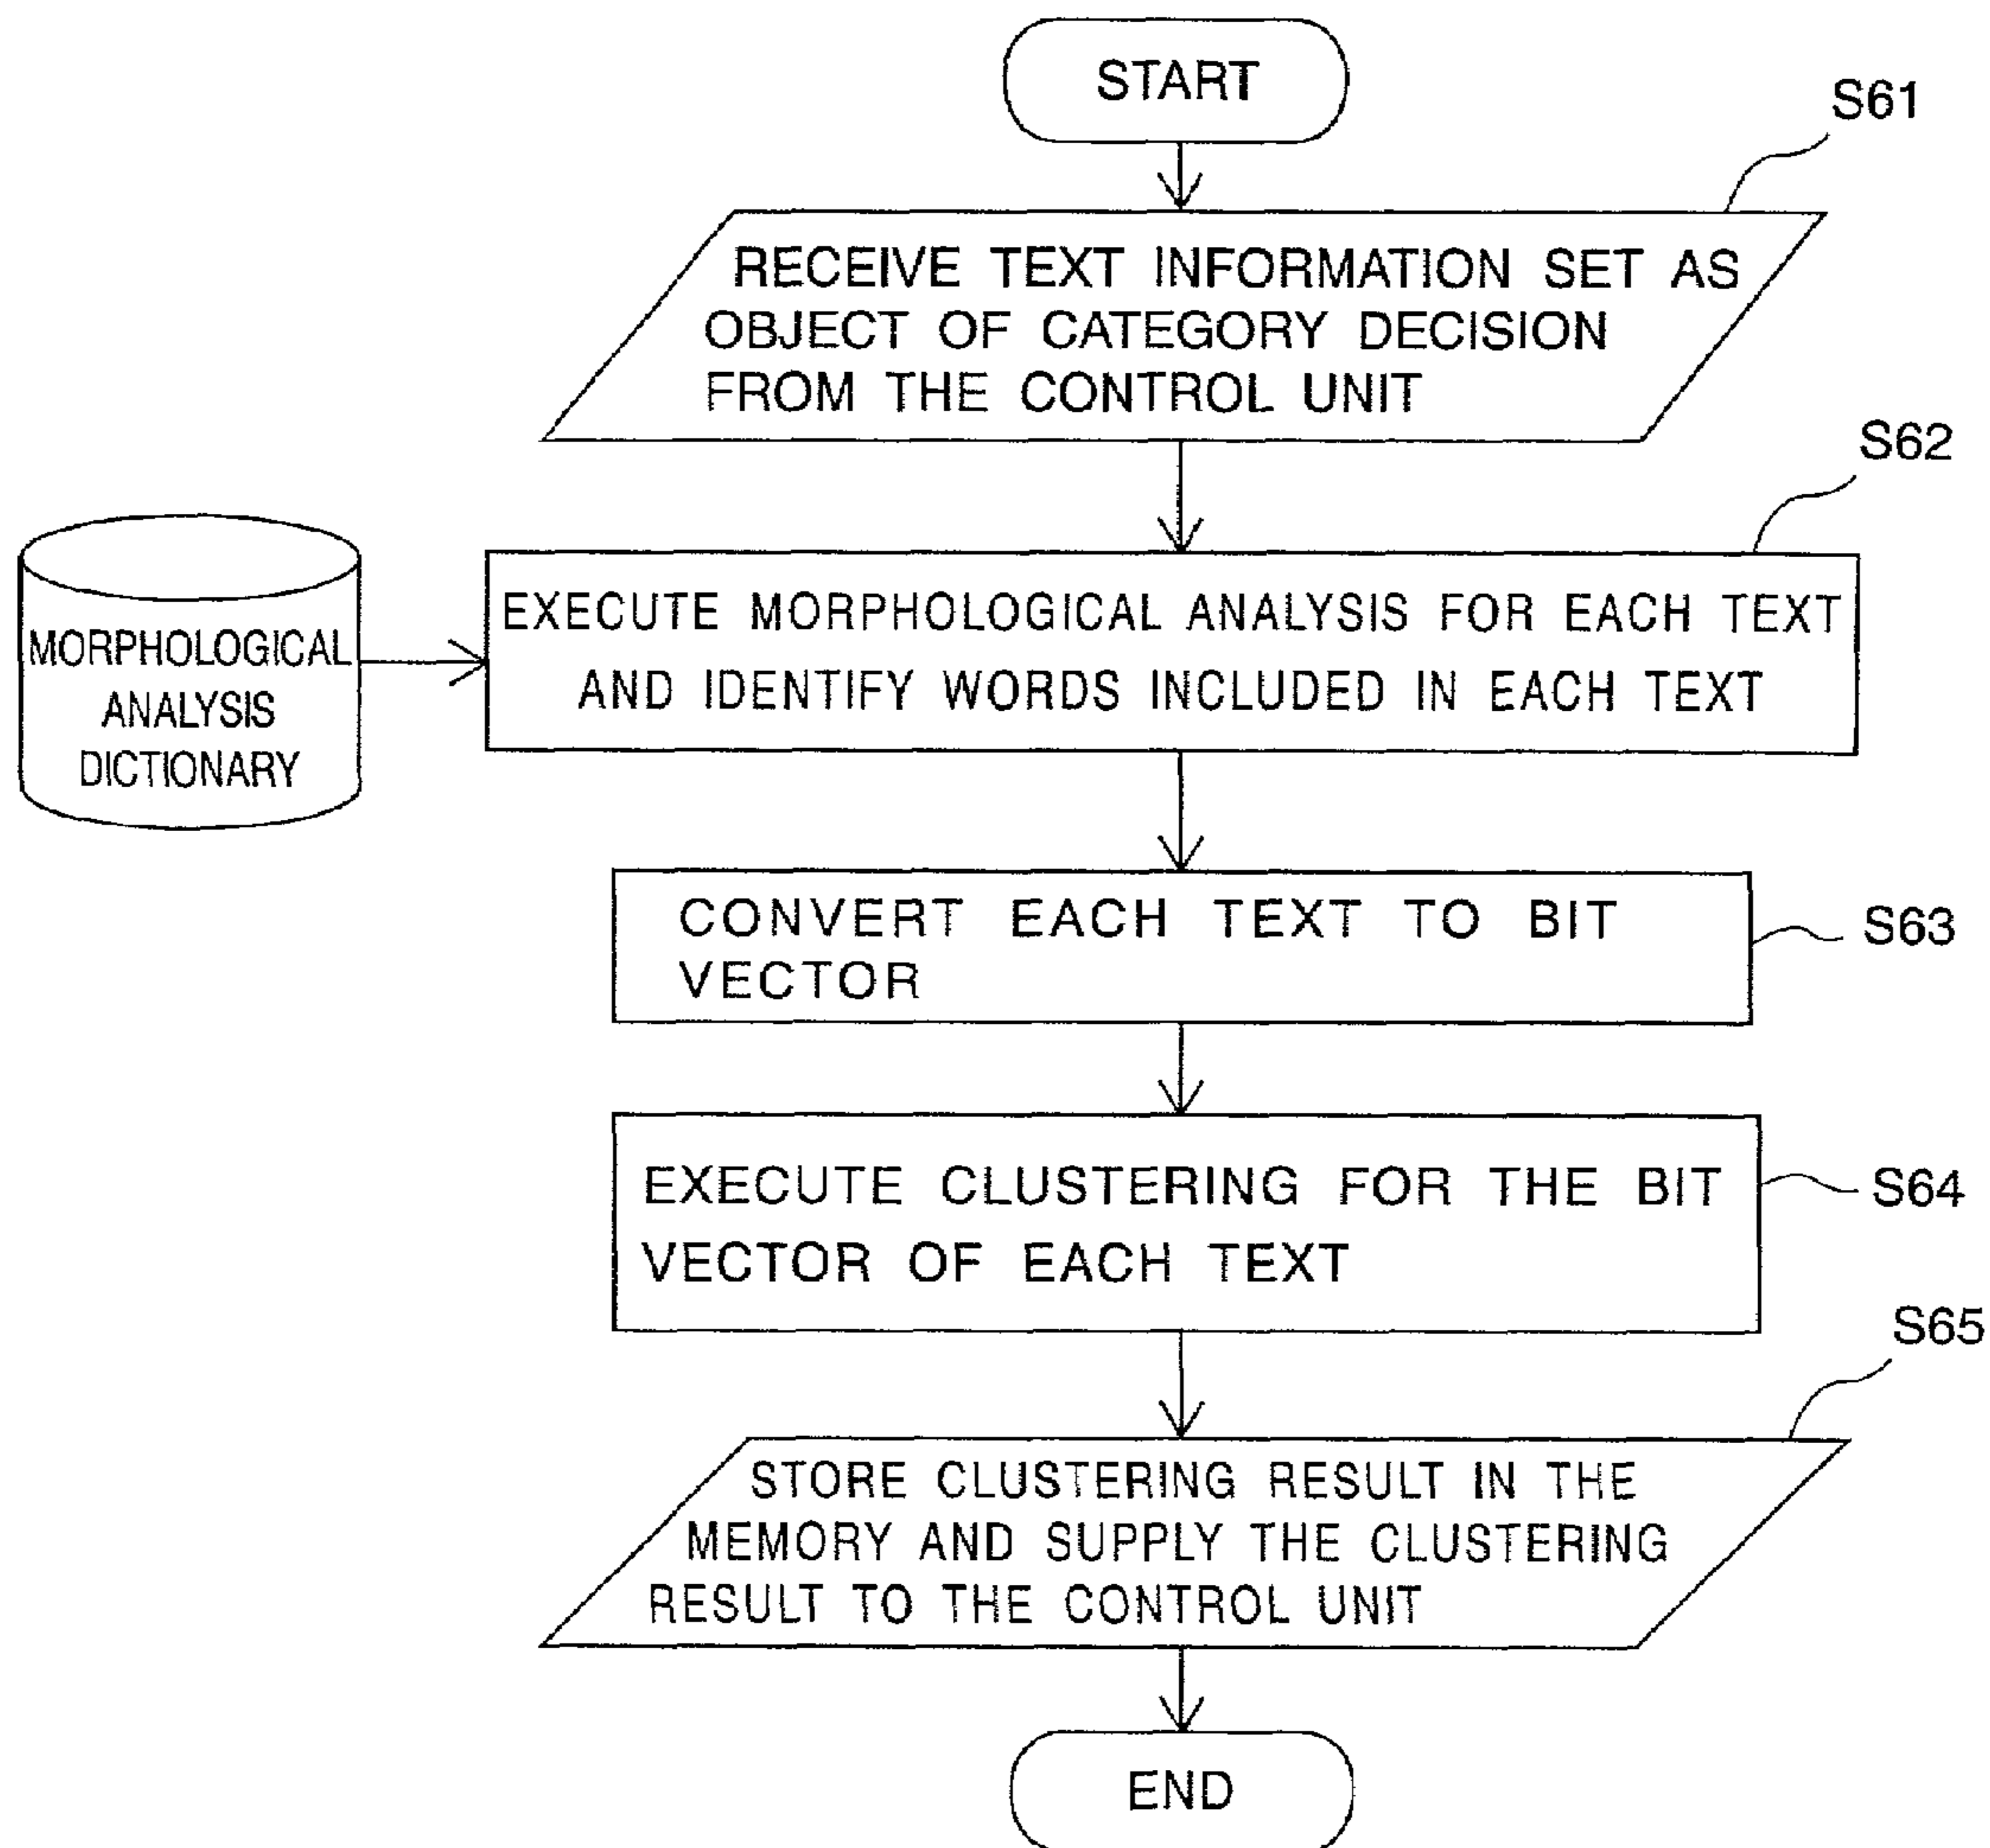 START
S61
RECEIVE TEXT INFORMATION SET AS
OBJECT OF CATEGORY DECISION
FROM THE CONTROL UNIT
S62
MORPHOLOGICAL
ANALYSIS
DICTIONARY
EXECUTE MORPHOLOGICAL ANALYSIS FOR EACH TEXT
AND IDENTIFY WORDS INCLUDED IN EACH TEXT
CONVERT EACH TEXT TO BIT
VECTOR
S63
EXECUTE CLUSTERING FOR THE BIT
VECTOR OF EACH TEXT
S64
S65
STORE CLUSTERING RESULT IN THE
MEMORY AND SUPPLY THE CLUSTERING
RESULT TO THE CONTROL UNIT
END